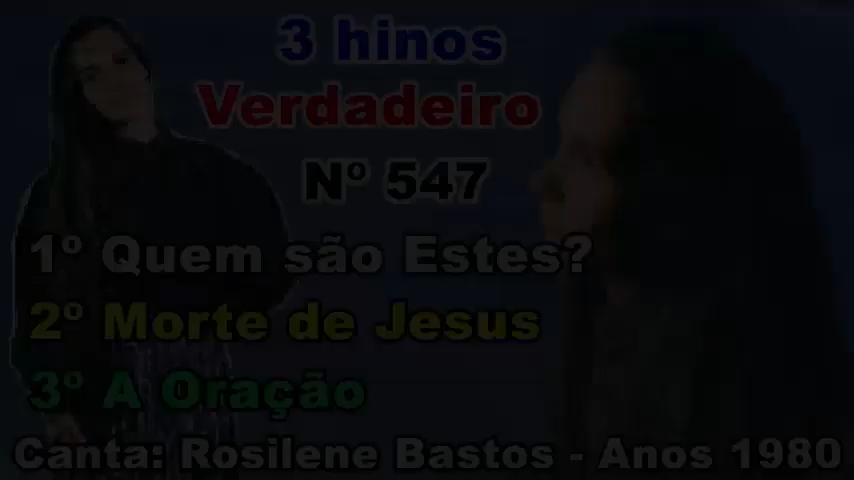 3 hinos
Verdadeiro
Nº 547
1º Quem são Estes?
2º Morte de Jesus
3º A Oração
Canta: Rosilene Bastos - Anos 1980